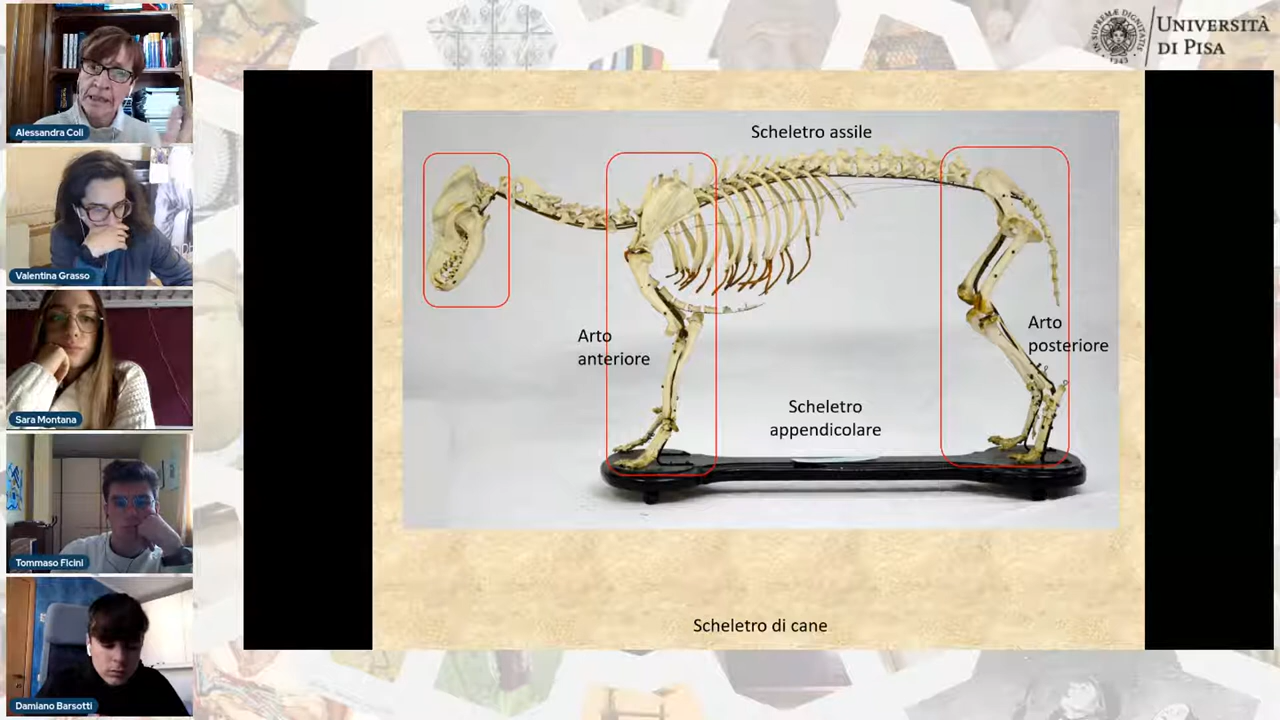 Alessandra Coli
Valentina Grasso
Sara Montana
Tommaso Ficini
Damiano Barsotti
UNIVERSITÀ
DI PISA
Scheletro assile
Arto
anteriore
Arto
posteriore
Scheletro
appendicolare
Scheletro di cane